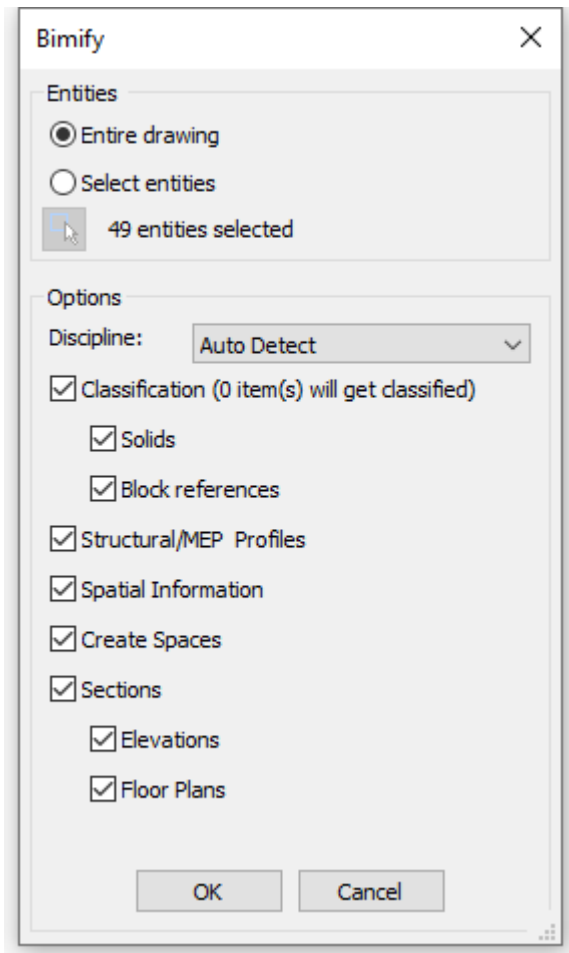 Bimify
Entities
Entire drawing
Select entities
49 entities selected
Options
Discipline: Auto Detect
Classification (0 item(s) will get classified)
Solids
Block references
Structural/MEP Profiles
Spatial Information
Create Spaces
Sections
Elevations
Floor Plans
OK Cancel